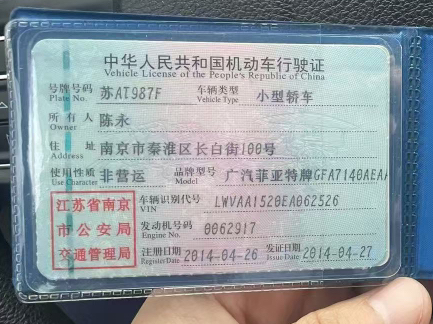 中华人民共和国机动车行驶证
Vehicle License of the People's Republic of China
号牌号码 苏AT987F 车辆类型 小型轿车
Plate No. Vehicle Type
所有人 陈永
Owner
住址 南京市秦淮区长白街100号
Address
使用性质 非营运 品牌型号 广汽菲亚特牌GFA7140AEAA
Use Character Model
江苏省南京
市公安局
交通管理局
车辆识别代号 LWVAA1520EA062526
VIN
发动机号码 0062917
Engine No.
注册日期 2014-04-26 发证日期 2014-04-27
Register Date Issue Date